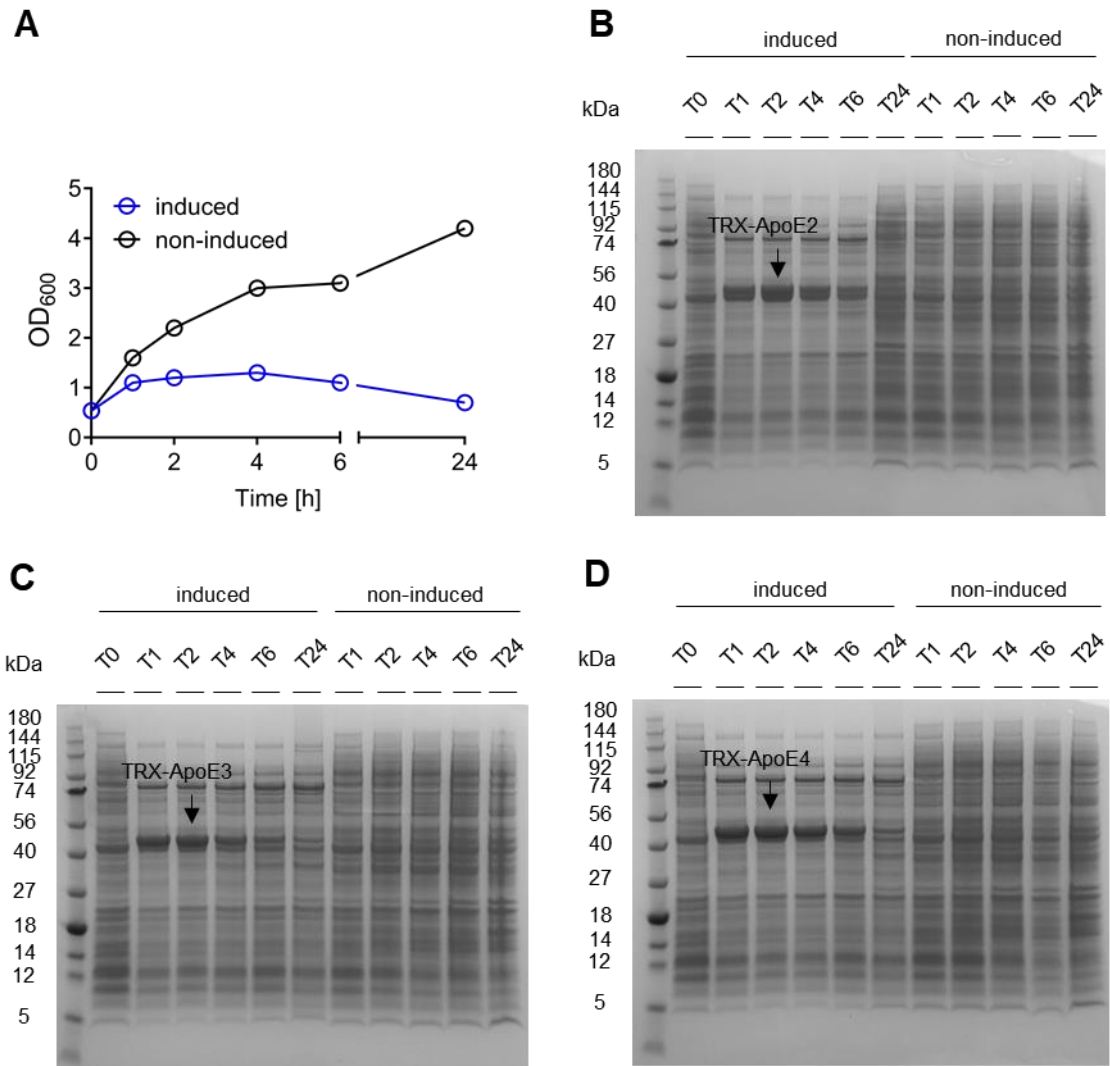 A
5
4
3
2
1
0
OD600
induced
non-induced
0 2 4 6 24
Time [h]
B
induced non-induced
kDa T0 T1 T2 T4 T6 T24 T1 T2 T4 T6 T24
180
144
115
92
74
56
40
27
18
14
12
5
TRX-ApoE2
C
induced non-induced
kDa T0 T1 T2 T4 T6 T24 T1 T2 T4 T6 T24
180
144
115
92
74
56
40
27
18
14
12
5
TRX-ApoE3
D
induced non-induced
kDa T0 T1 T2 T4 T6 T24 T1 T2 T4 T6 T24
180
144
115
92
74
56
40
27
18
14
12
5
TRX-ApoE4